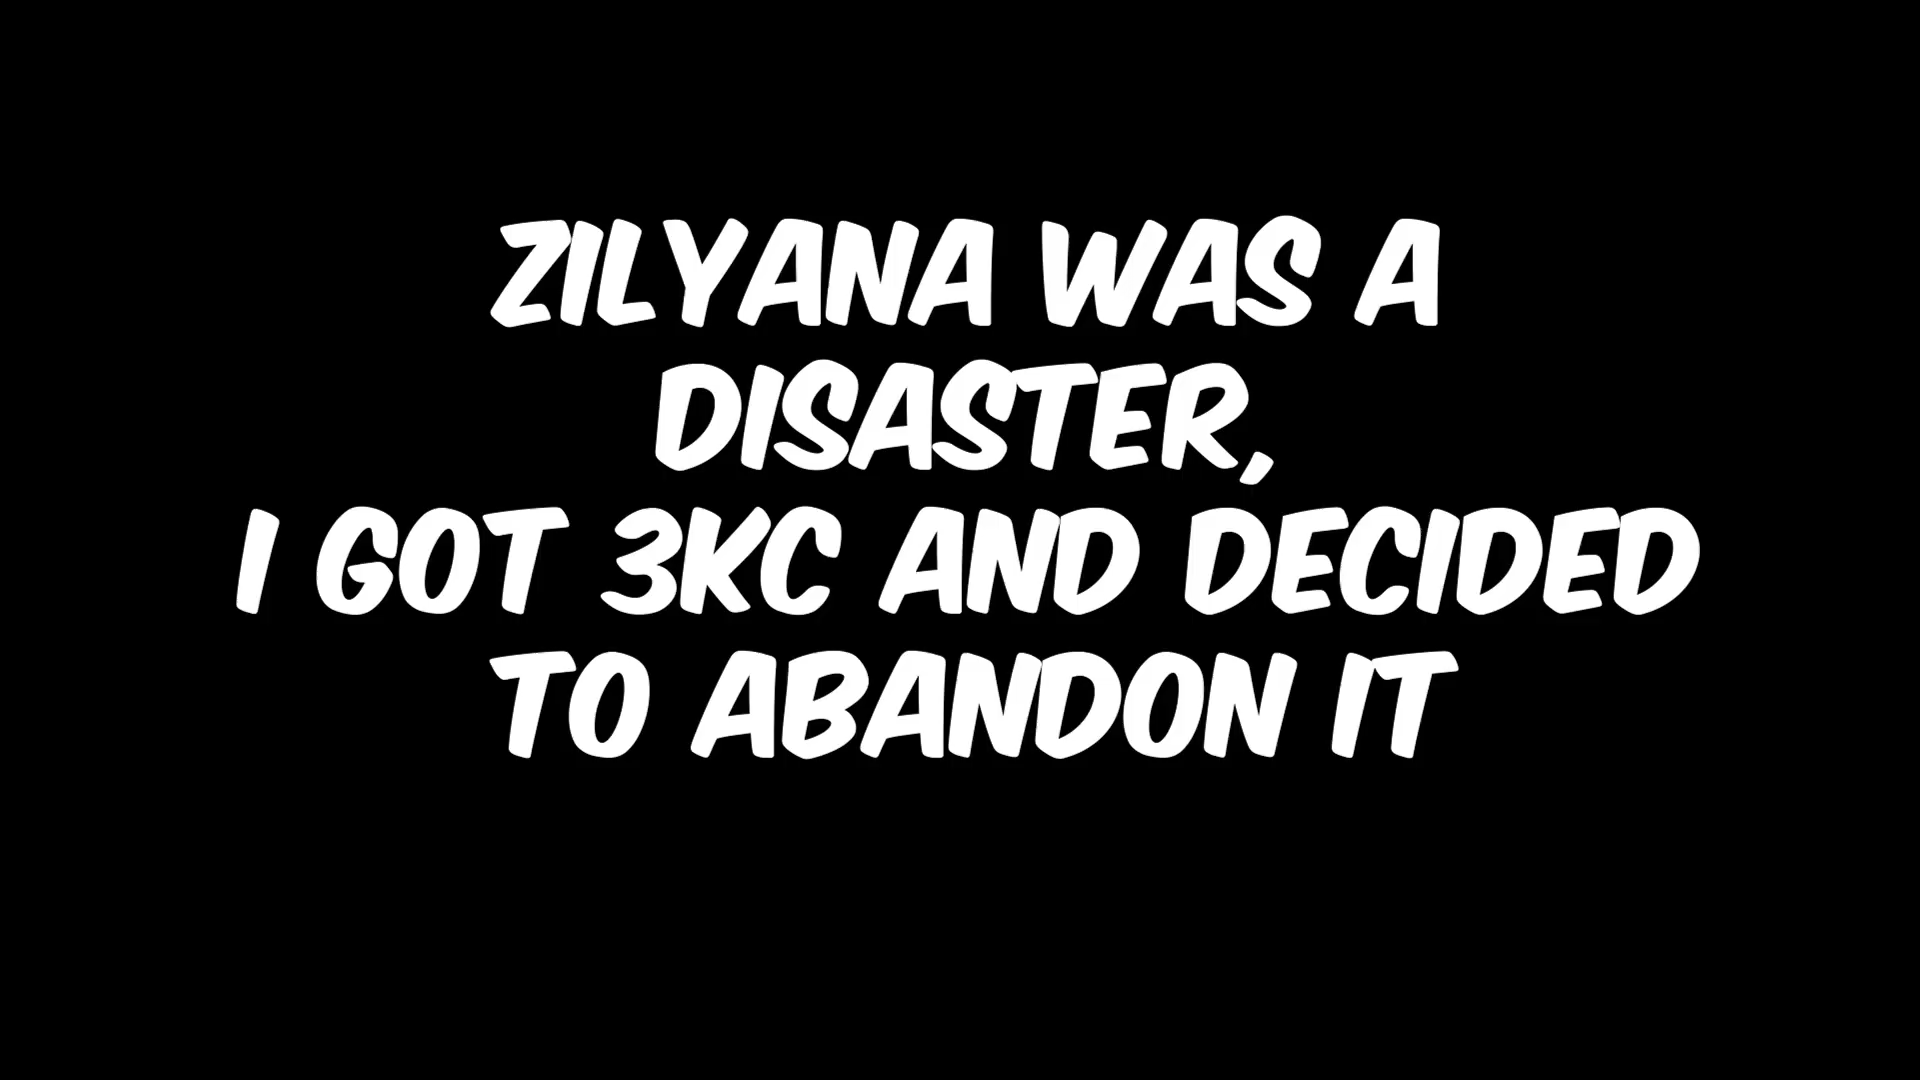 ZILYANA WAS A
DISASTER,
I GOT 3KC AND DECIDED
TO ABANDON IT